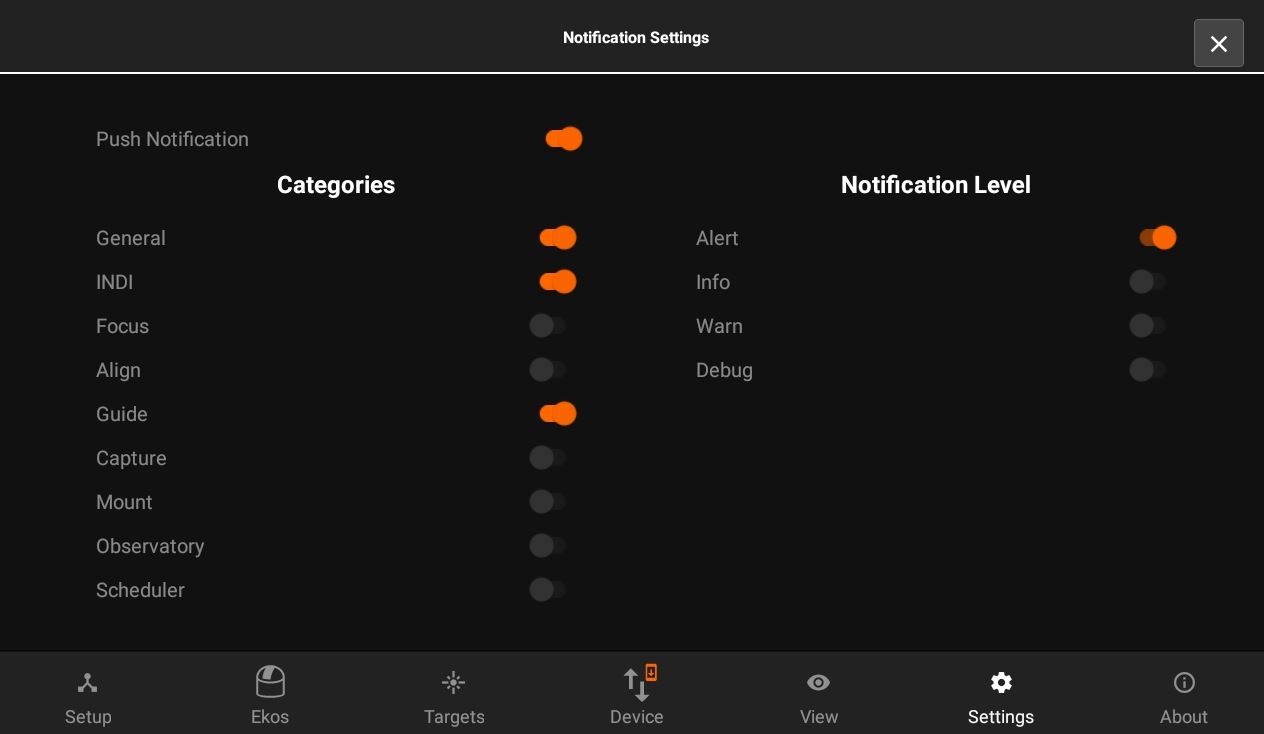 Notification Settings
Push Notification
Categories
General
INDI
Focus
Align
Guide
Capture
Mount
Observatory
Scheduler
Notification Level
Alert
Info
Warn
Debug
Setup
Ekos
Targets
Device
View
Settings
About